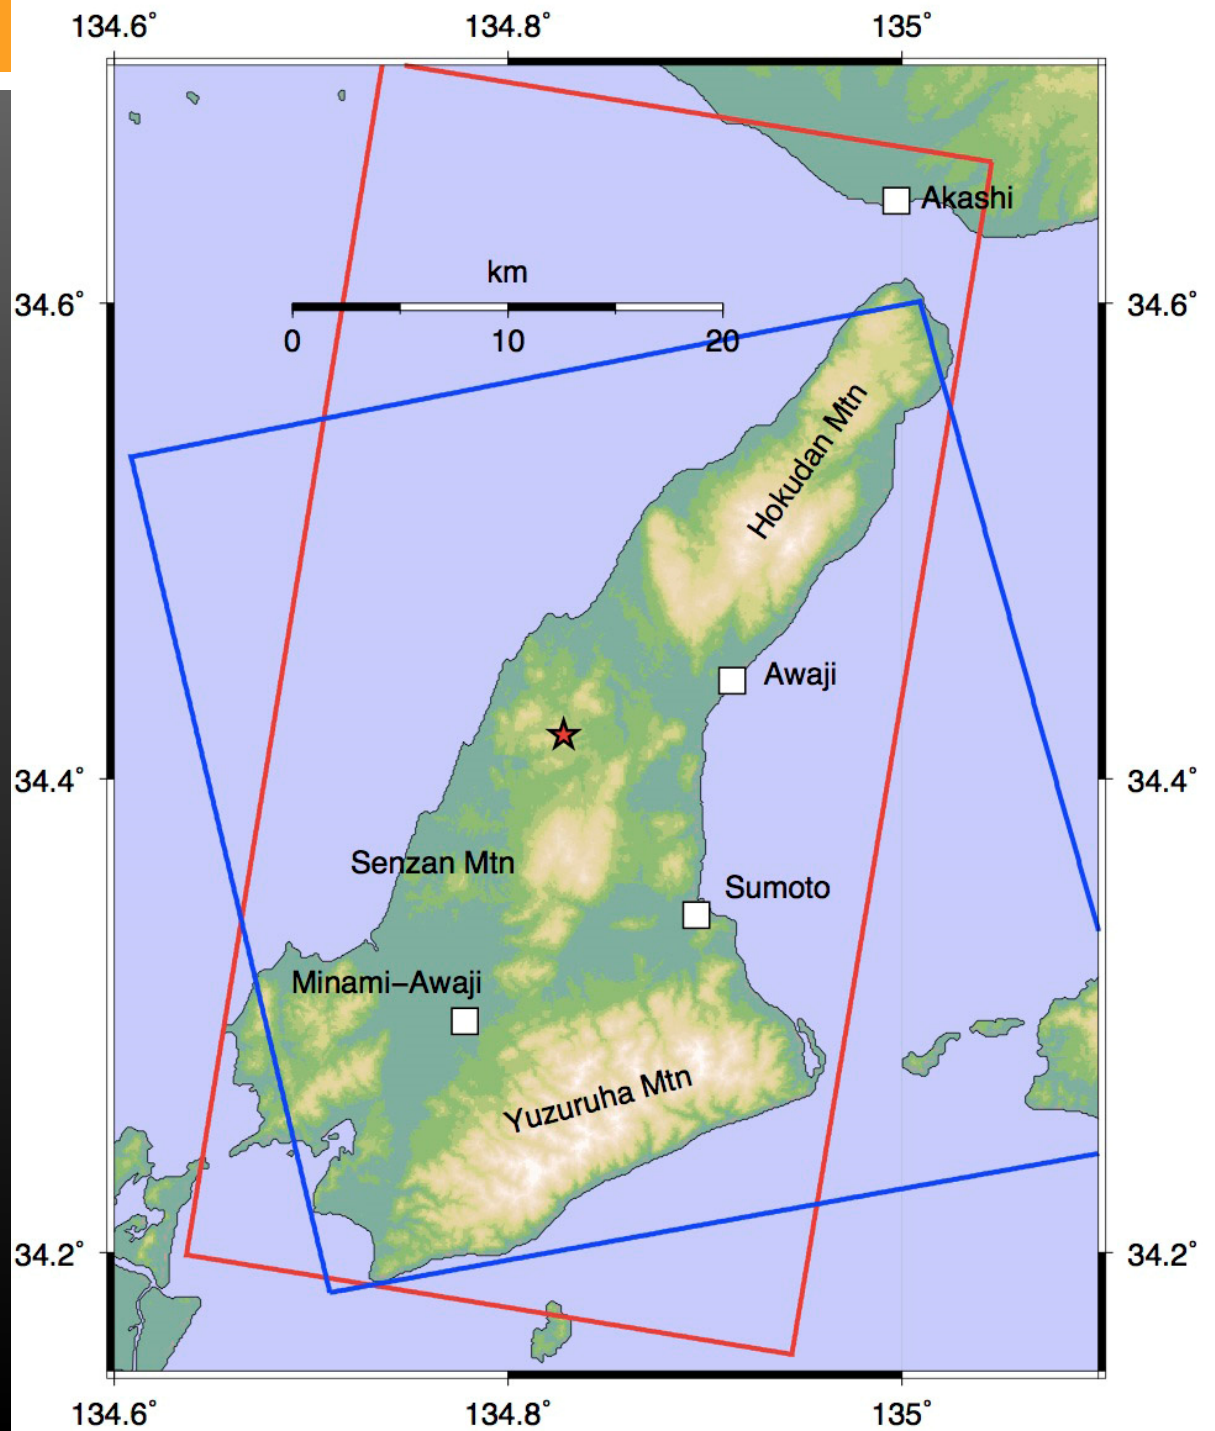 134.6° 134.8° 135°
Akashi
km
34.6° 34.6°
0 10 20
Hokudan Mtn
Awaji
34.4° 34.4°
Senzan Mtn
Sumoto
Minami–Awaji
Yuzuruha Mtn
34.2° 34.2°
134.6° 134.8° 135°